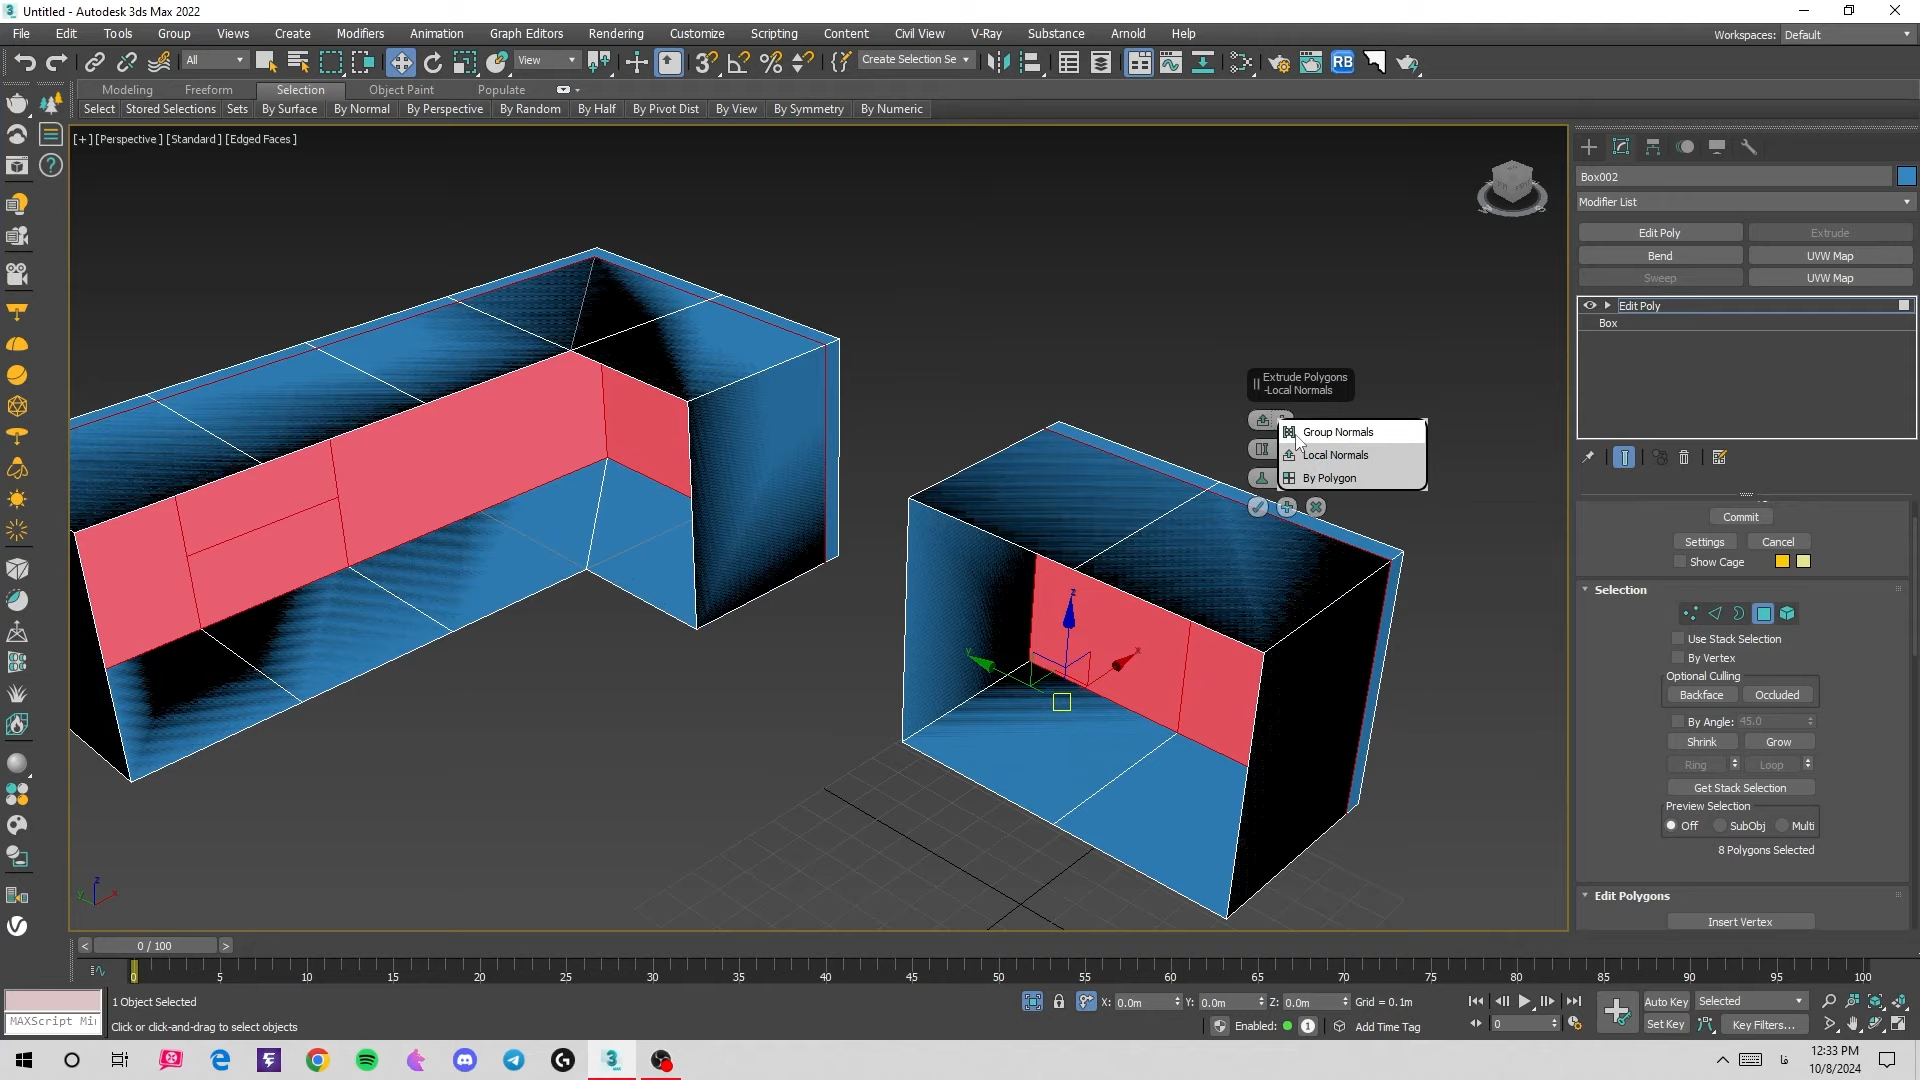 Untitled - Autodesk 3ds Max 2022
File Edit Tools Group Views Create Modifiers Animation Graph Editors Rendering Customize Scripting Content Civil View V-Ray Substance Arnold Help
Workspaces: Default
All View Create Selection Se RB
Modeling Freeform Selection Object Paint Populate
Select Stored Selections Sets By Surface By Normal By Perspective By Random By Half By Pivot Dist By View By Symmetry By Numeric
[+] [Perspective] [Standard] [Edged Faces]
Box002
Modifier List
Edit Poly Extrude
Bend UVW Map
Sweep UVW Map
Edit Poly
Box
Extrude Polygons
-Local Normals
Group Normals
Local Normals
By Polygon
Commit
Settings Cancel
Show Cage
Selection
Use Stack Selection
By Vertex
Optional Culling
Backface Occluded
By Angle: 45.0
Shrink Grow
Ring Loop
Get Stack Selection
Preview Selection
Off SubObj Multi
8 Polygons Selected
Edit Polygons
Insert Vertex
z
y x
z
y x
< 0 / 100 >
0 5 10 15 20 25 30 35 40 45 50 55 60 65 70 75 80 85 90 95 100
1 Object Selected
X: 0.0m Y: 0.0m Z: 0.0m Grid = 0.1m
Auto Key Selected
MAXScript Mi
Click or click-and-drag to select objects
Enabled: 1 Add Time Tag
0
Set Key Key Filters...
فا
12:33 PM
10/8/2024